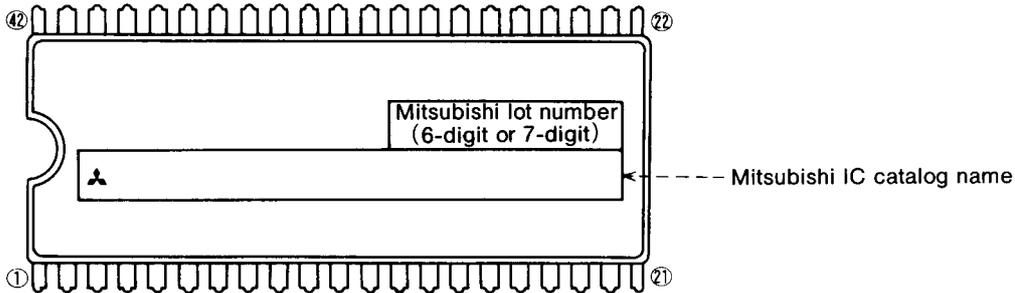 ㊷
㉒
Mitsubishi lot number
(6-digit or 7-digit)
Mitsubishi IC catalog name
①
㉑